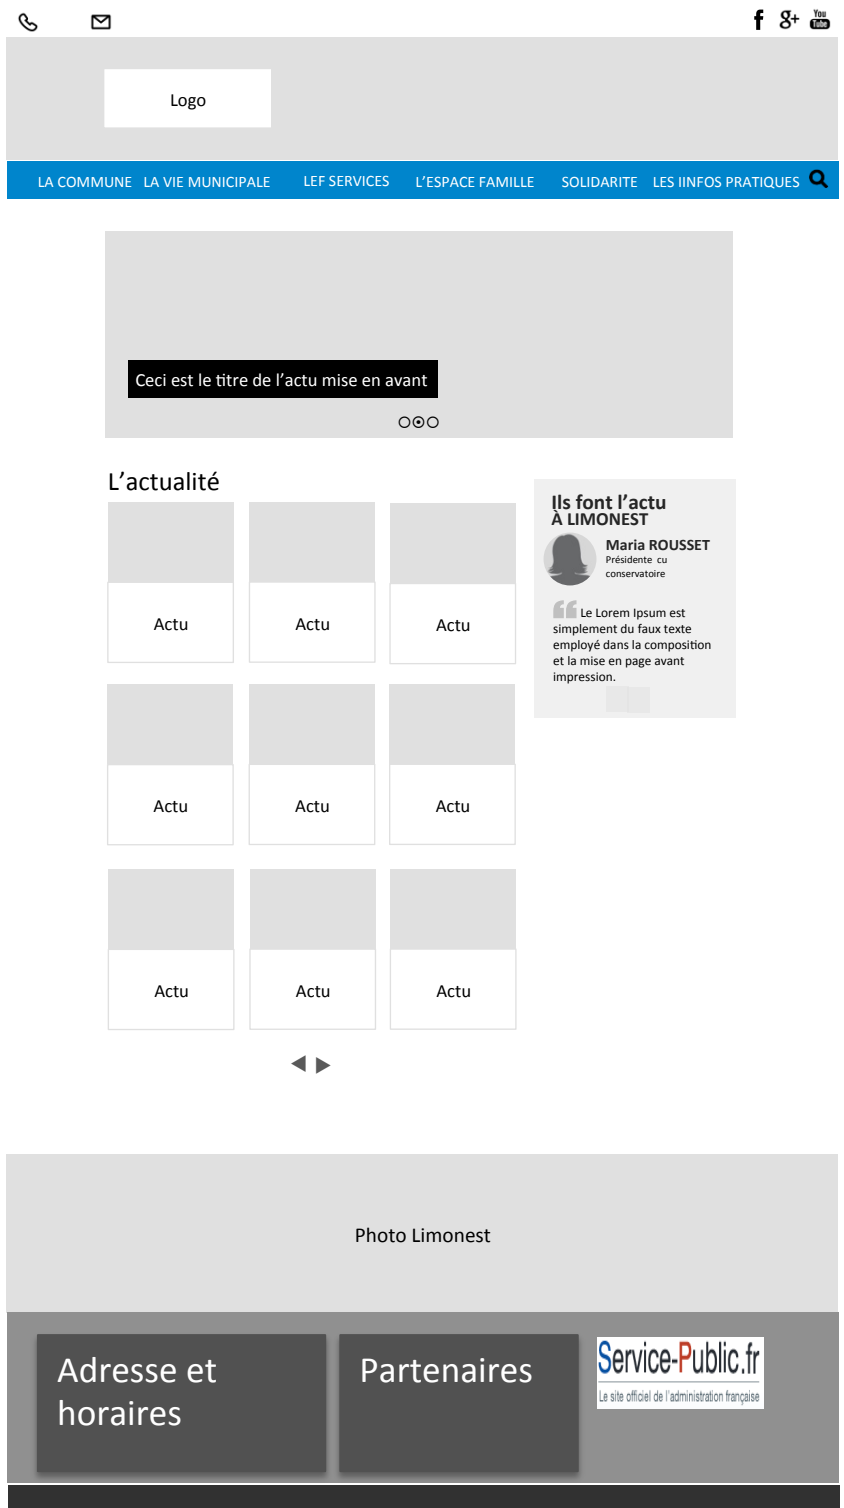 f 8+ You Tube
Logo
LA COMMUNE LA VIE MUNICIPALE LEF SERVICES L’ESPACE FAMILLE SOLIDARITE LES IINFOS PRATIQUES
Ceci est le titre de l’actu mise en avant
L’actualité
Actu Actu Actu
Actu Actu Actu
Actu Actu Actu
Ils font l’actu
À LIMONEST
Maria ROUSSET
Présidente cu
conservatoire
Le Lorem Ipsum est
simplement du faux texte
employé dans la composition
et la mise en page avant
impression.
Photo Limonest
Adresse et
horaires
Partenaires
Service-Public.fr
Le site officiel de l'administration française